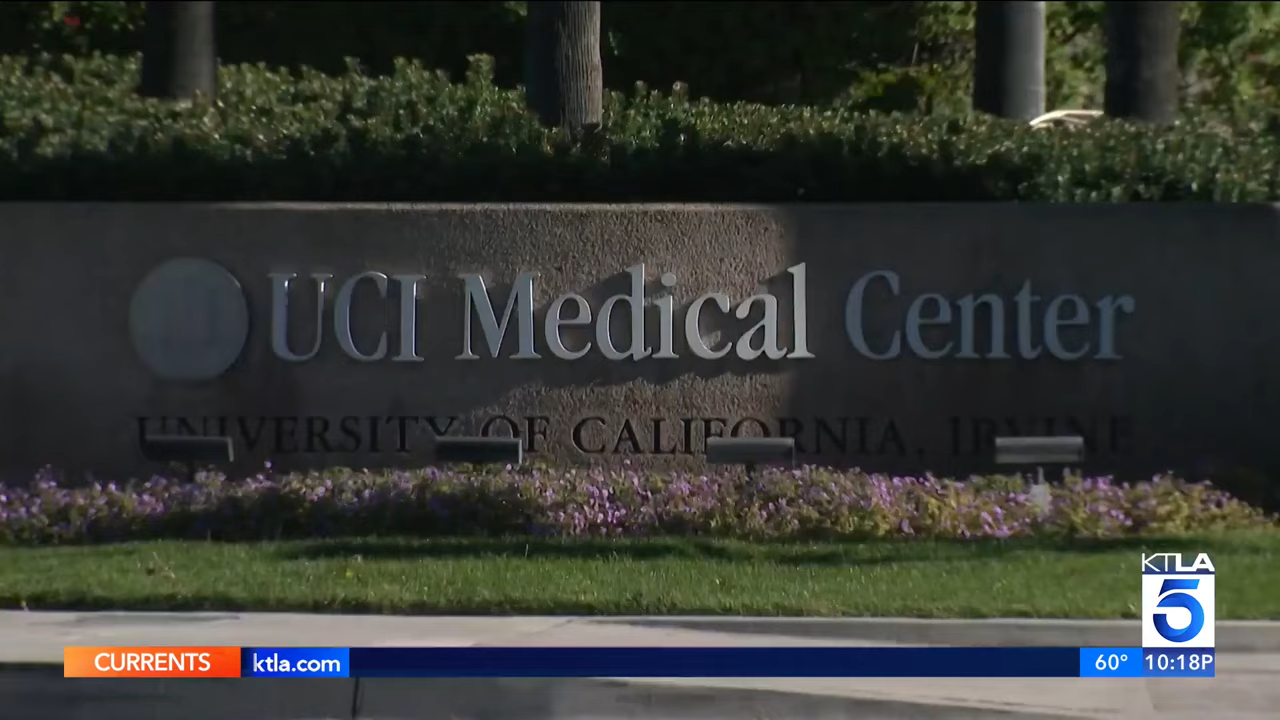 UCI Medical Center
UNIVERSITY OF CALIFORNIA, IRVINE
KTLA
5
CURRENTS ktla.com 60° 10:18P